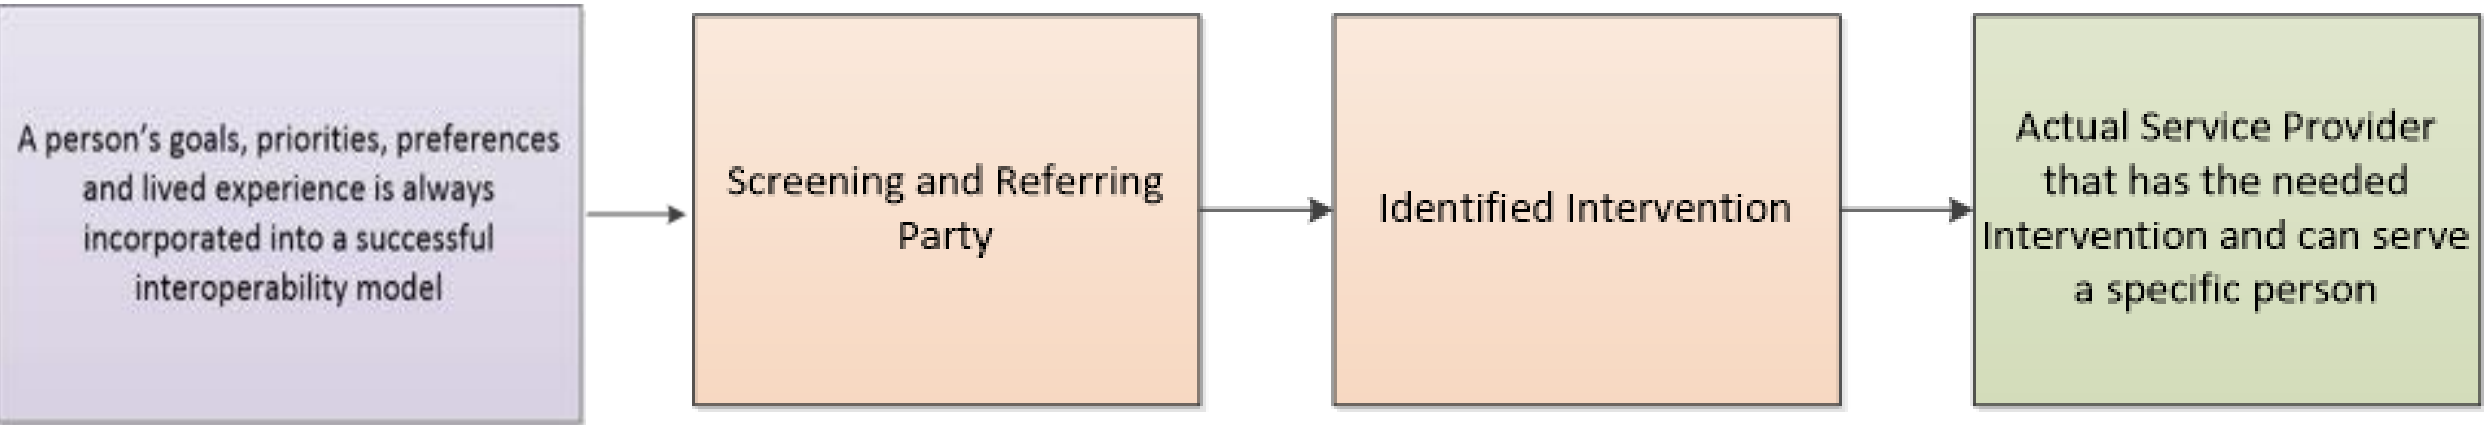 A person’s goals, priorities, preferences
and lived experience is always
incorporated into a successful
interoperability model
Screening and Referring
Party
Identified Intervention
Actual Service Provider
that has the needed
Intervention and can serve
a specific person